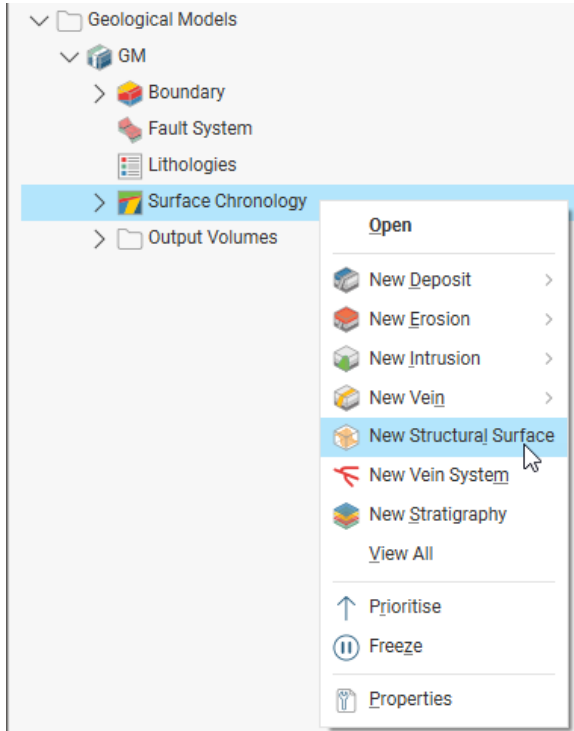 Geological Models
GM
Boundary
Fault System
Lithologies
Surface Chronology
Output Volumes
Open
New Deposit
New Erosion
New Intrusion
New Vein
New Structural Surface
New Vein System
New Stratigraphy
View All
Prioritise
Freeze
Properties